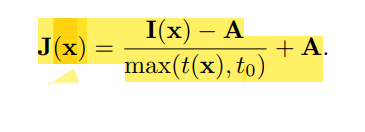 J(x) = (I(x) − A) / max(t(x), t₀) + A.